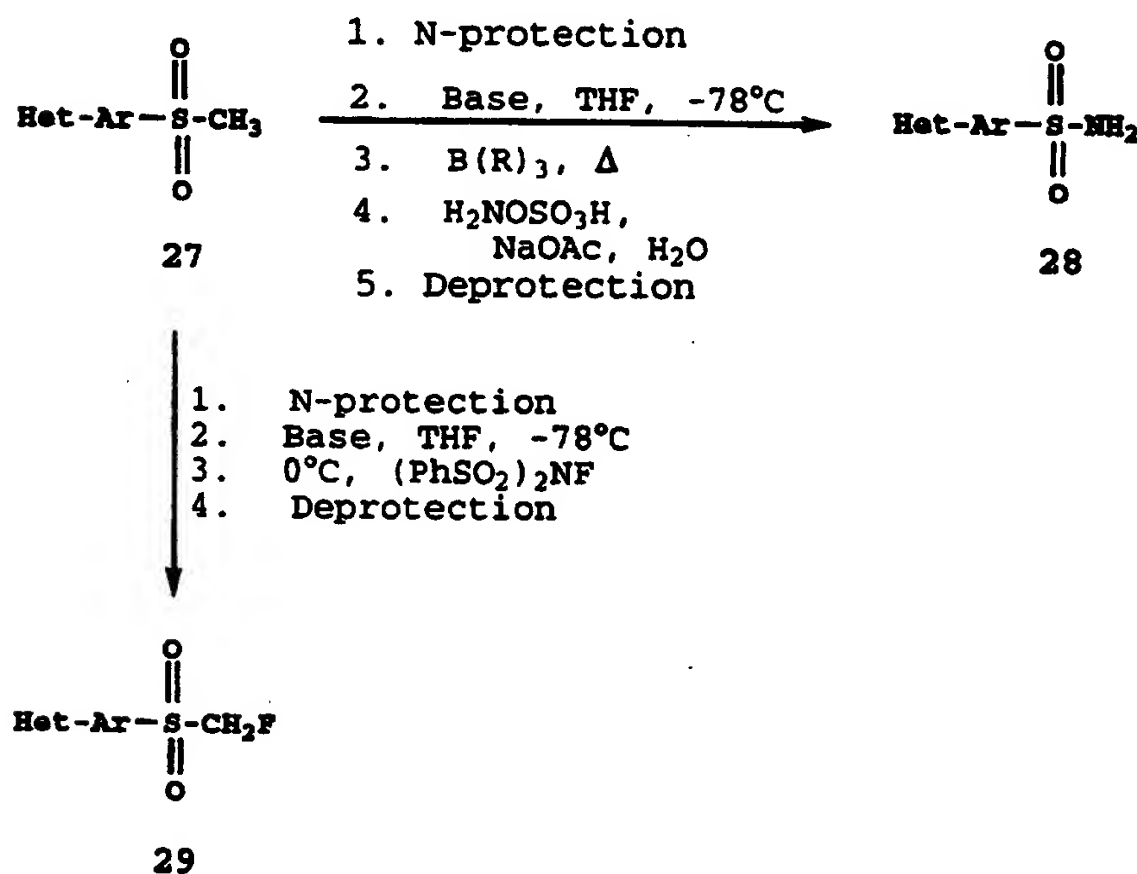 1. N-protection
2. Base, THF, -78°C
3. B(R)3, Δ
4. H2NOSO3H,
NaOAc, H2O
5. Deprotection
O
Het-Ar-S-CH3
O
27
O
Het-Ar-S-NH2
O
28
1. N-protection
2. Base, THF, -78°C
3. 0°C, (PhSO2)2NF
4. Deprotection
O
Het-Ar-S-CH2F
O
29